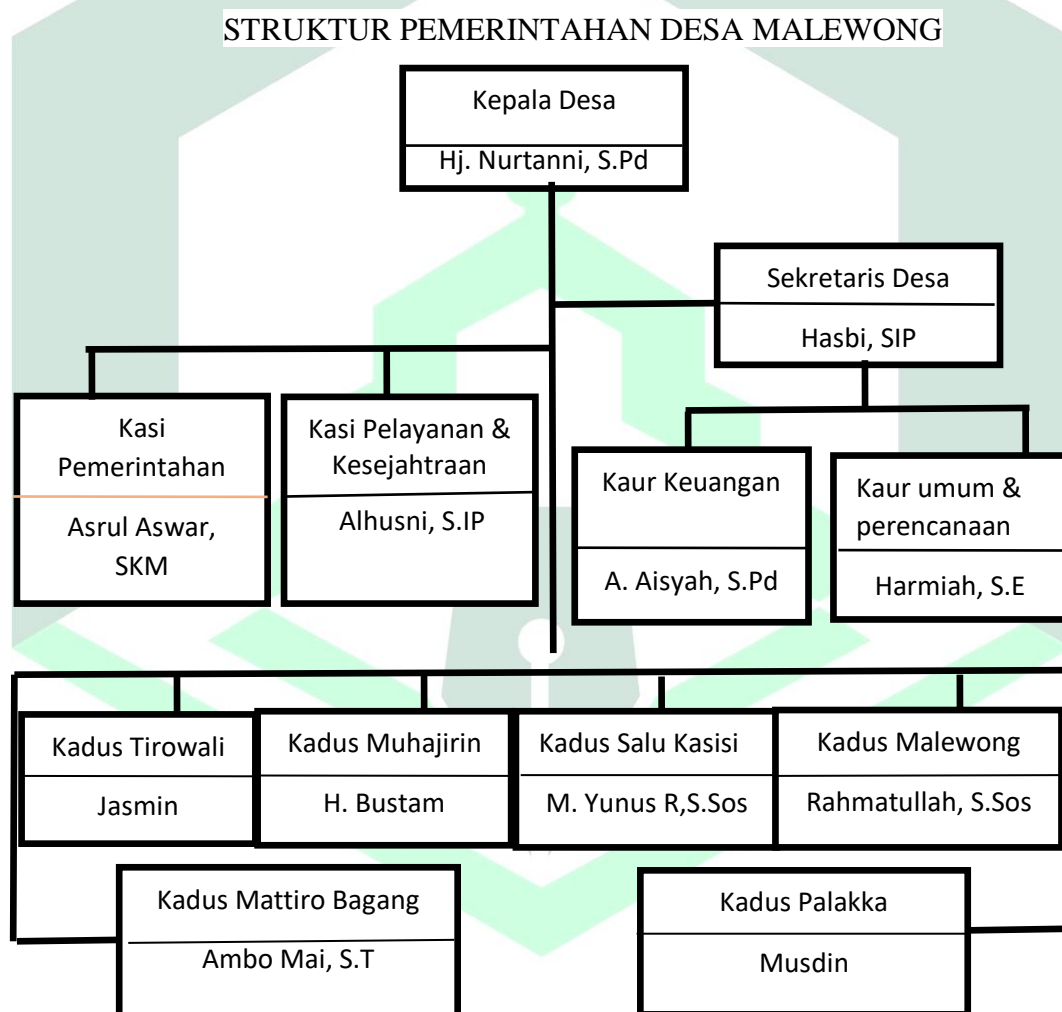 STRUKTUR PEMERINTAHAN DESA MALEWONG
Kepala Desa
Hj. Nurtanni, S.Pd
Sekretaris Desa
Hasbi, SIP
Kasi
Pemerintahan
Asrul Aswar,
SKM
Kasi Pelayanan &
Kesejahtraan
Alhusni, S.IP
Kaur Keuangan
A. Aisyah, S.Pd
Kaur umum &
perencanaan
Harmiah, S.E
Kadus Tirowali
Jasmin
Kadus Muhajirin
H. Bustam
Kadus Salu Kasisi
M. Yunus R,S.Sos
Kadus Malewong
Rahmatullah, S.Sos
Kadus Mattiro Bagang
Ambo Mai, S.T
Kadus Palakka
Musdin